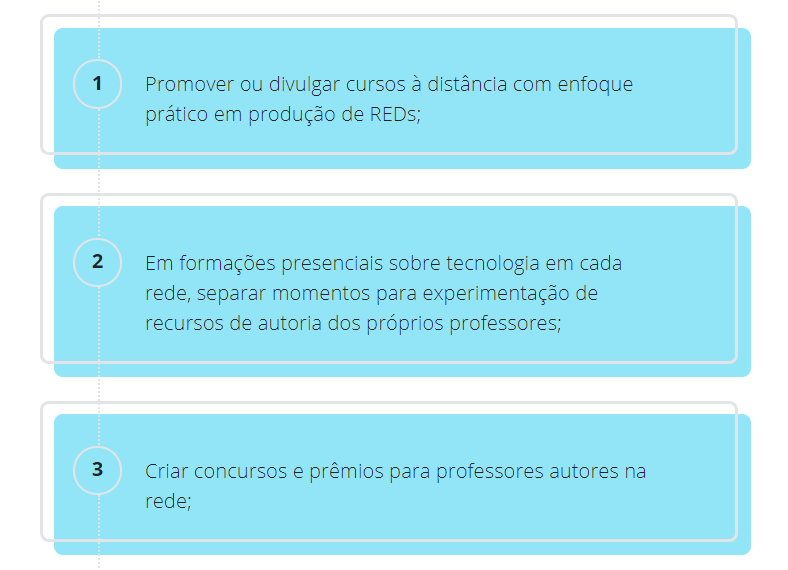 1
Promover ou divulgar cursos à distância com enfoque
prático em produção de REDs;
2
Em formações presenciais sobre tecnologia em cada
rede, separar momentos para experimentação de
recursos de autoria dos próprios professores;
3
Criar concursos e prêmios para professores autores na
rede;